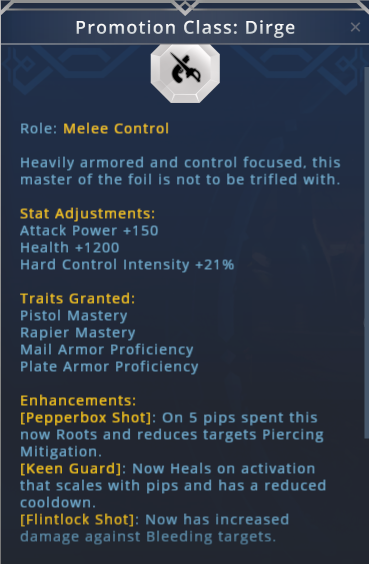 Promotion Class: Dirge
Role: Melee Control
Heavily armored and control focused, this
master of the foil is not to be trifled with.
Stat Adjustments:
Attack Power +150
Health +1200
Hard Control Intensity +21%
Traits Granted:
Pistol Mastery
Rapier Mastery
Mail Armor Proficiency
Plate Armor Proficiency
Enhancements:
[Pepperbox Shot]: On 5 pips spent this
now Roots and reduces targets Piercing
Mitigation.
[Keen Guard]: Now Heals on activation
that scales with pips and has a reduced
cooldown.
[Flintlock Shot]: Now has increased
damage against Bleeding targets.